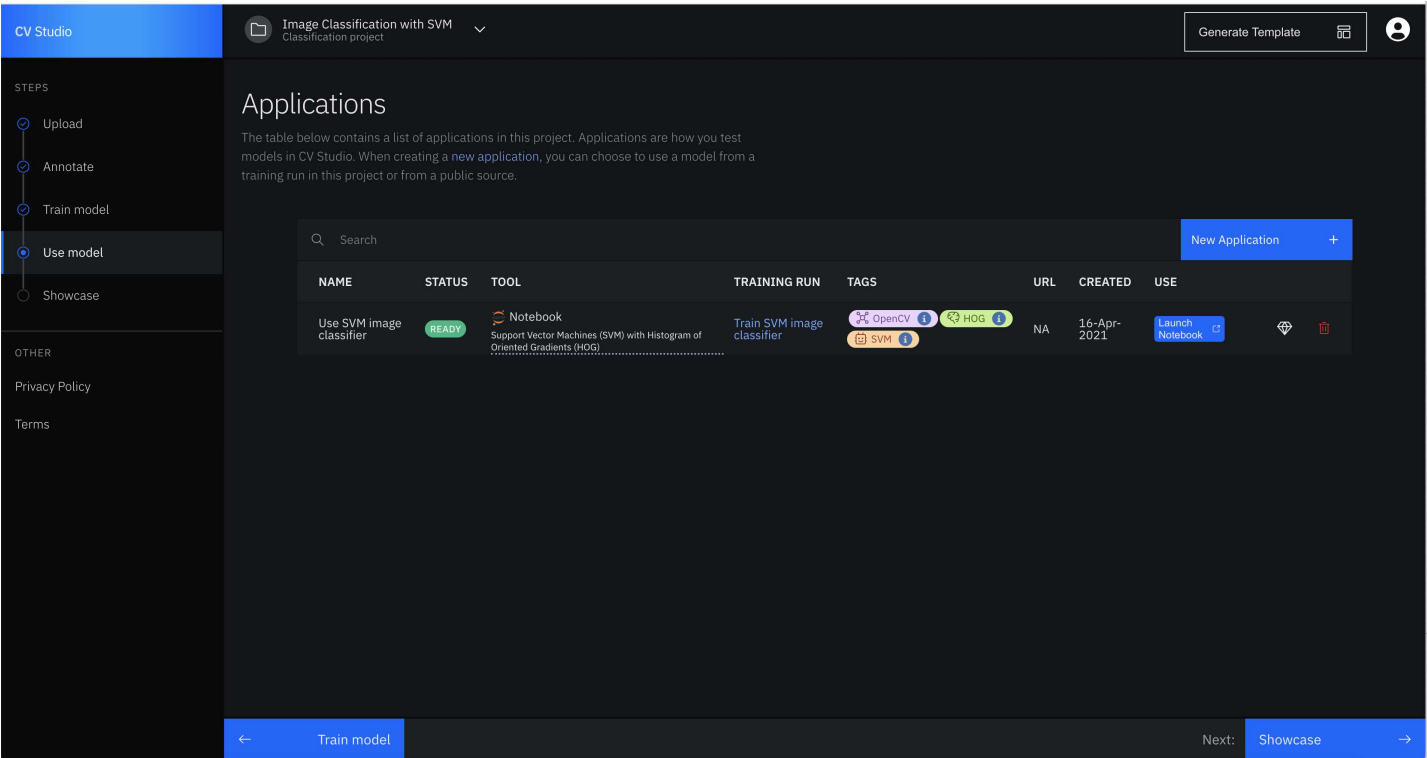 CV Studio
Image Classification with SVM
Classification project
Generate Template
STEPS
Upload
Annotate
Train model
Use model
Showcase
OTHER
Privacy Policy
Terms
Applications
The table below contains a list of applications in this project. Applications are how you test
models in CV Studio. When creating a new application, you can choose to use a model from a
training run in this project or from a public source.
Search
New Application +
NAME STATUS TOOL TRAINING RUN TAGS URL CREATED USE
Use SVM image
classifier
READY
Notebook
Support Vector Machines (SVM) with Histogram of
Oriented Gradients (HOG)
Train SVM image
classifier
OpenCV i HOG i
SVM i
NA
16-Apr-
2021
Launch
Notebook
← Train model
Next: Showcase →